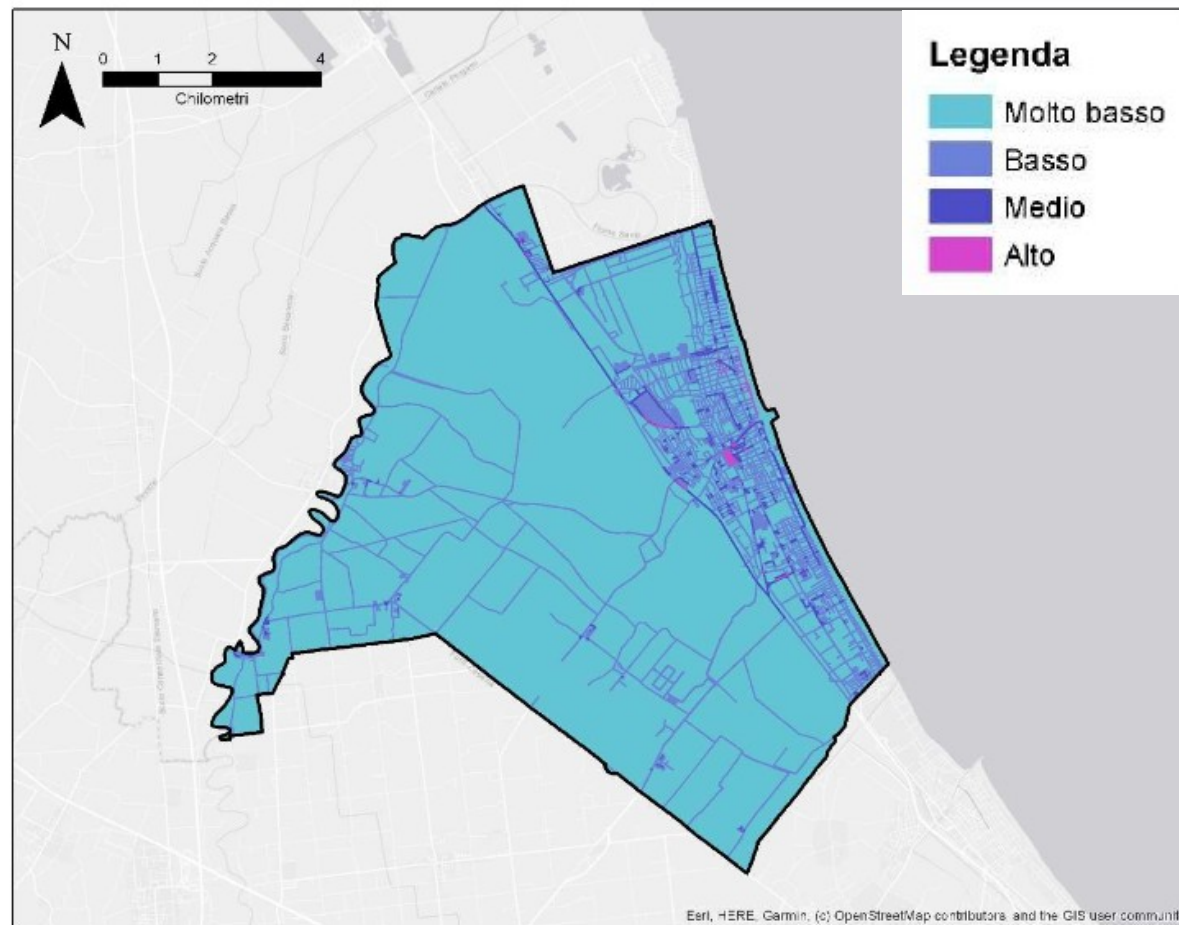 N
0 1 2 4
Chilometri
Legenda
Molto basso
Basso
Medio
Alto
Esri, HERE, Garmin, (c) OpenStreetMap contributors, and the GIS user communit